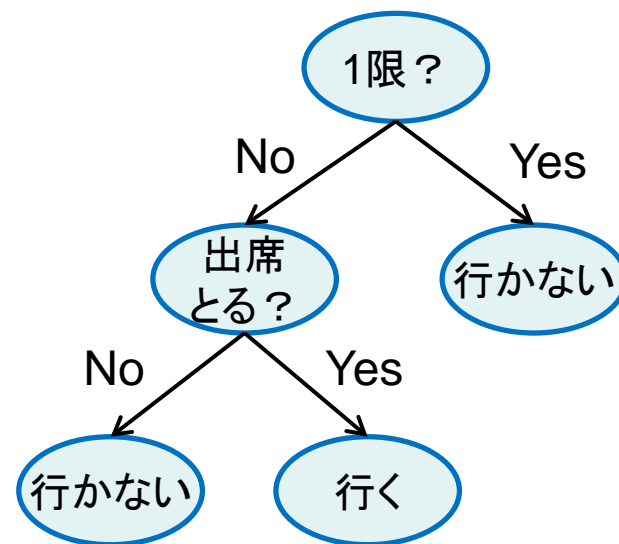 1限？
No
Yes
出席
とる？
行かない
No
Yes
行かない
行く